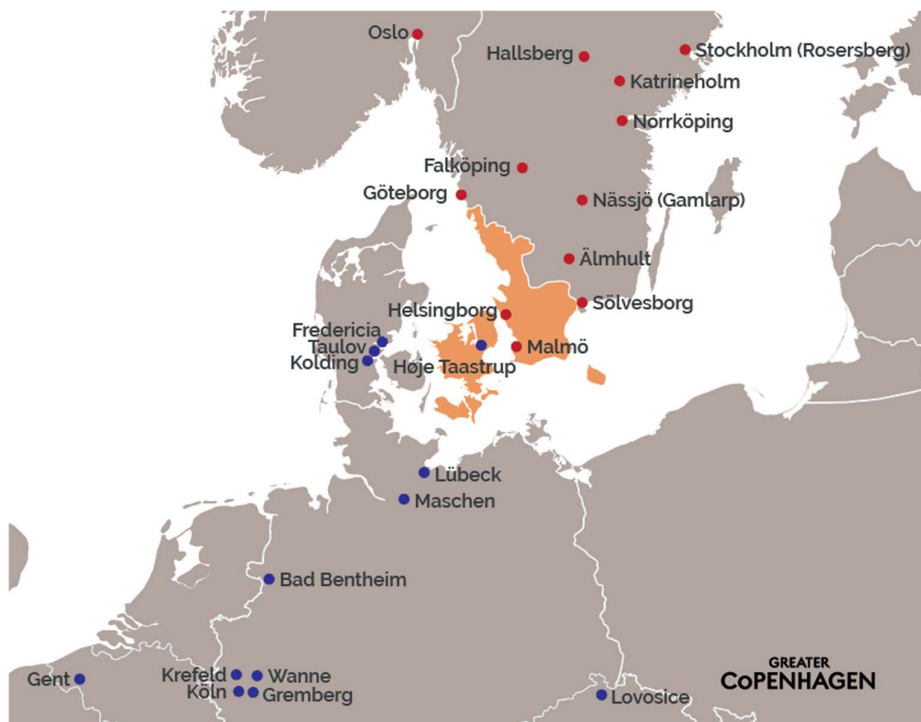 Oslo
Hallsberg
Stockholm (Rosersberg)
Katrineholm
Norrköping
Falköping
Göteborg
Nässjö (Gamlarp)
Älmhult
Sölvesborg
Helsingborg
Fredericia
Taulov
Kolding
Malmö
Høje Taastrup
Lübeck
Maschen
Bad Bentheim
Krefeld
Wanne
Gent
Köln
Gremberg
Lovosice
GREATER
CoPENHAGEN